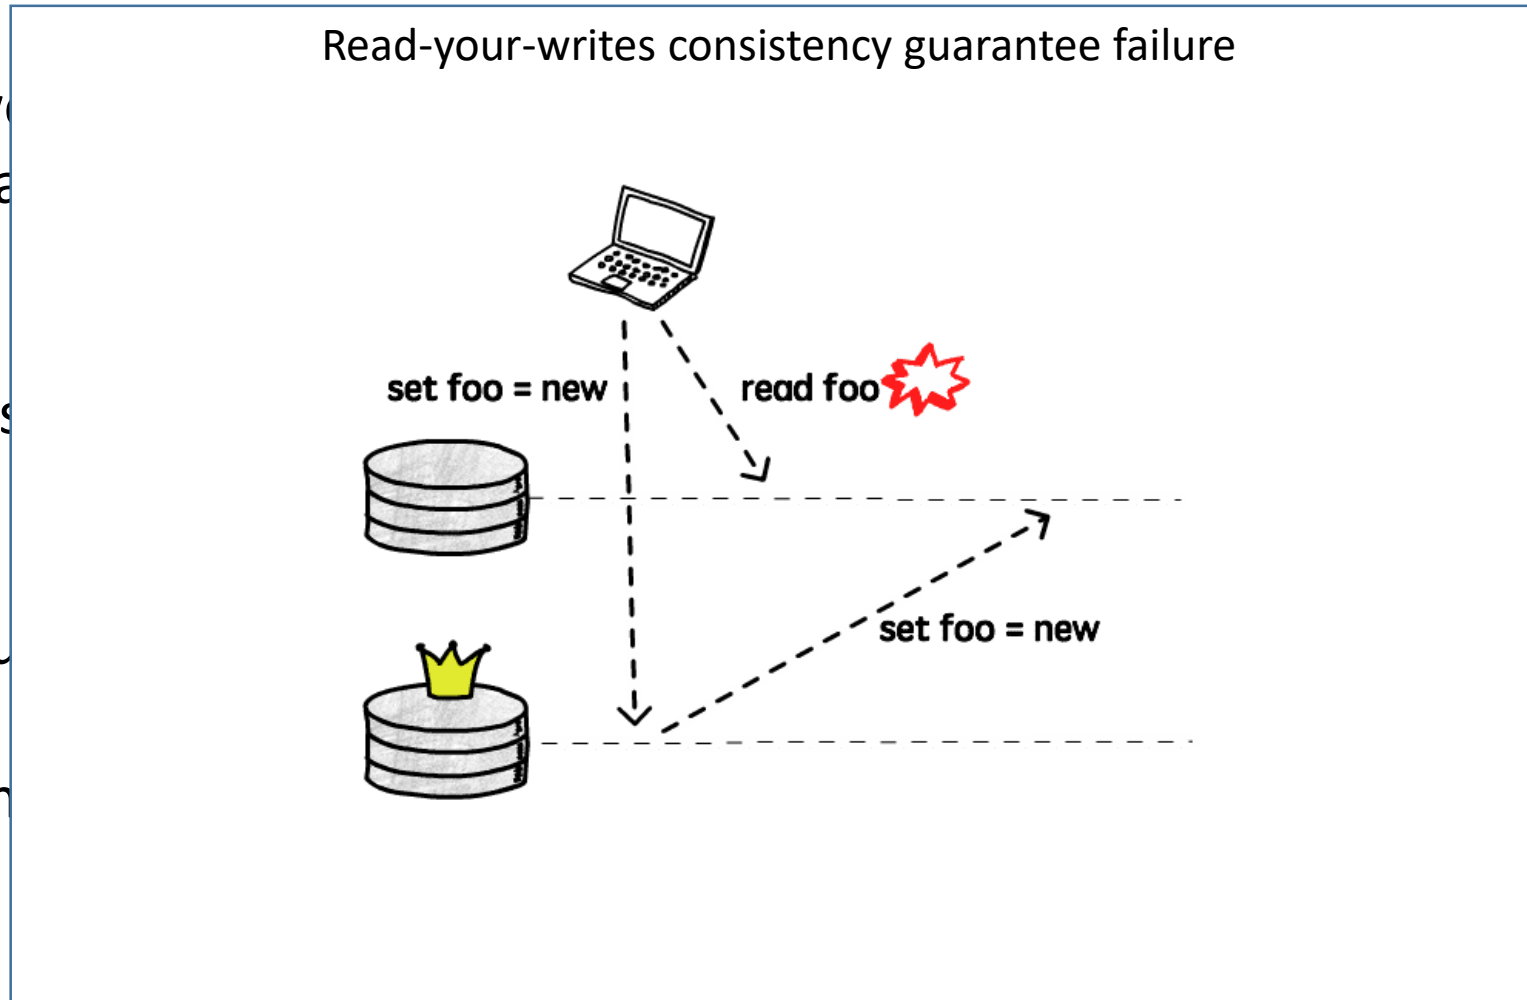 Read-your-writes consistency guarantee failure
set foo = new
read foo
set foo = new